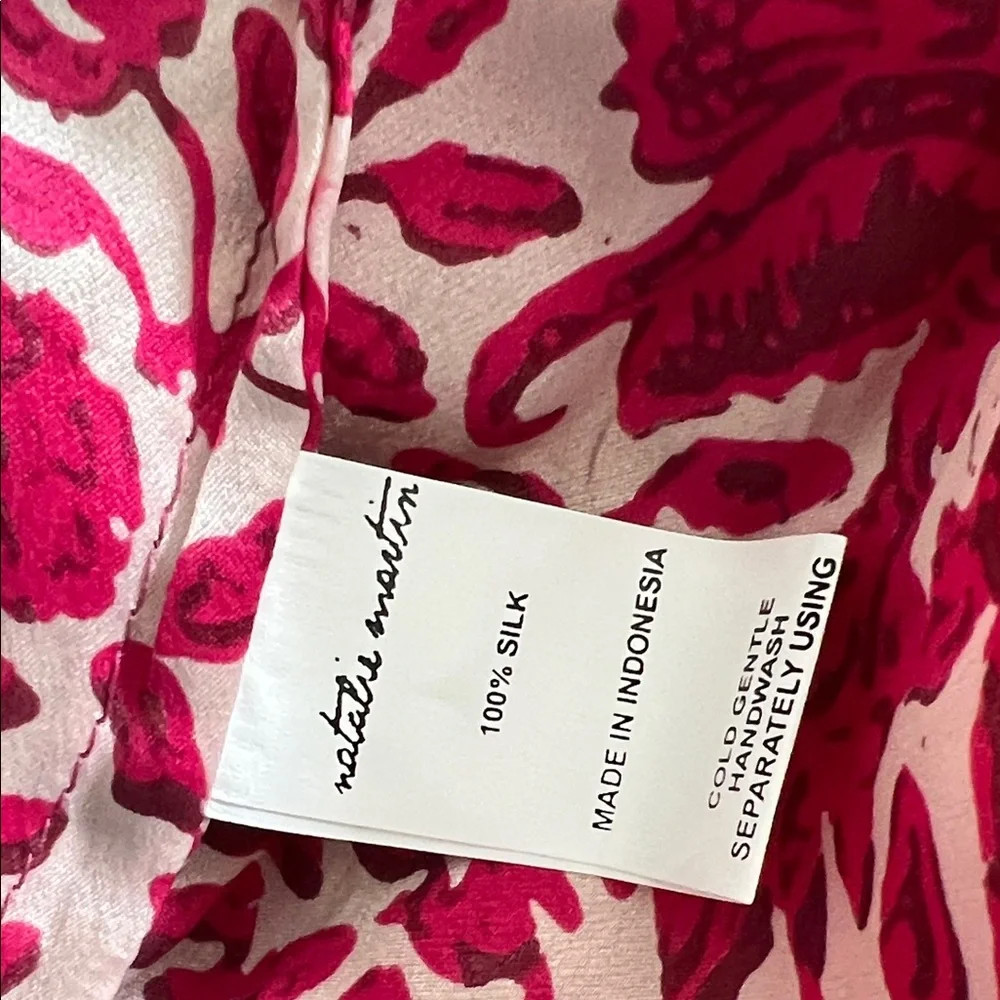 natalie martin
100% SILK
MADE IN INDONESIA
COLD GENTLE
HANDWASH
SEPARATELY USING